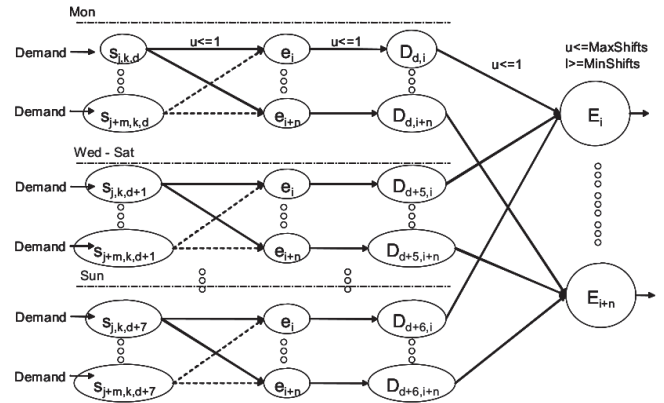 Mon
Demand s_{j,k,d} u<=1 e_i u<=1 D_{d,i}
u<=1
u<=MaxShifts
l>=MinShifts
E_i
Demand s_{j+m,k,d} e_{i+n} D_{d,i+n}
Wed - Sat
Demand s_{j,k,d+1} e_i D_{d+5,i}
Demand s_{j+m,k,d+1} e_{i+n} D_{d+5,i+n}
E_{i+n}
Sun
Demand s_{j,k,d+7} e_i D_{d+6,i}
Demand s_{j+m,k,d+7} e_{i+n} D_{d+6,i+n}